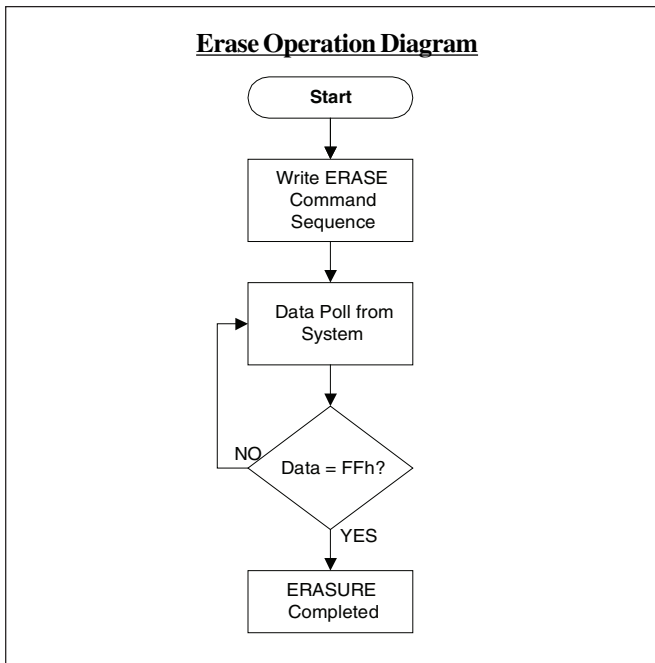 Erase Operation Diagram
Start
Write ERASE
Command
Sequence
Data Poll from
System
NO
Data = FFh?
YES
ERASURE
Completed